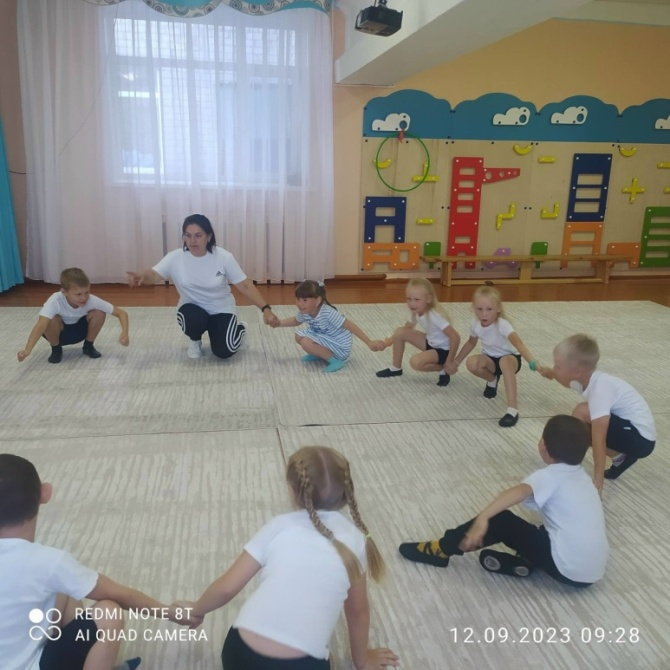 REDMI NOTE 8T
AI QUAD CAMERA
12.09.2023 09:28